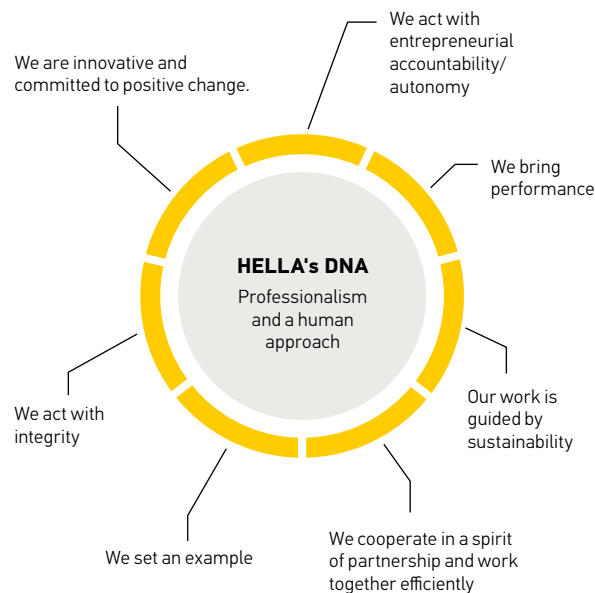 We act with
entrepreneurial
accountability/
autonomy
We are innovative and
committed to positive change.
We bring
performance
HELLA's DNA
Professionalism
and a human
approach
Our work is
guided by
sustainability
We act with
integrity
We set an example
We cooperate in a spirit
of partnership and work
together efficiently